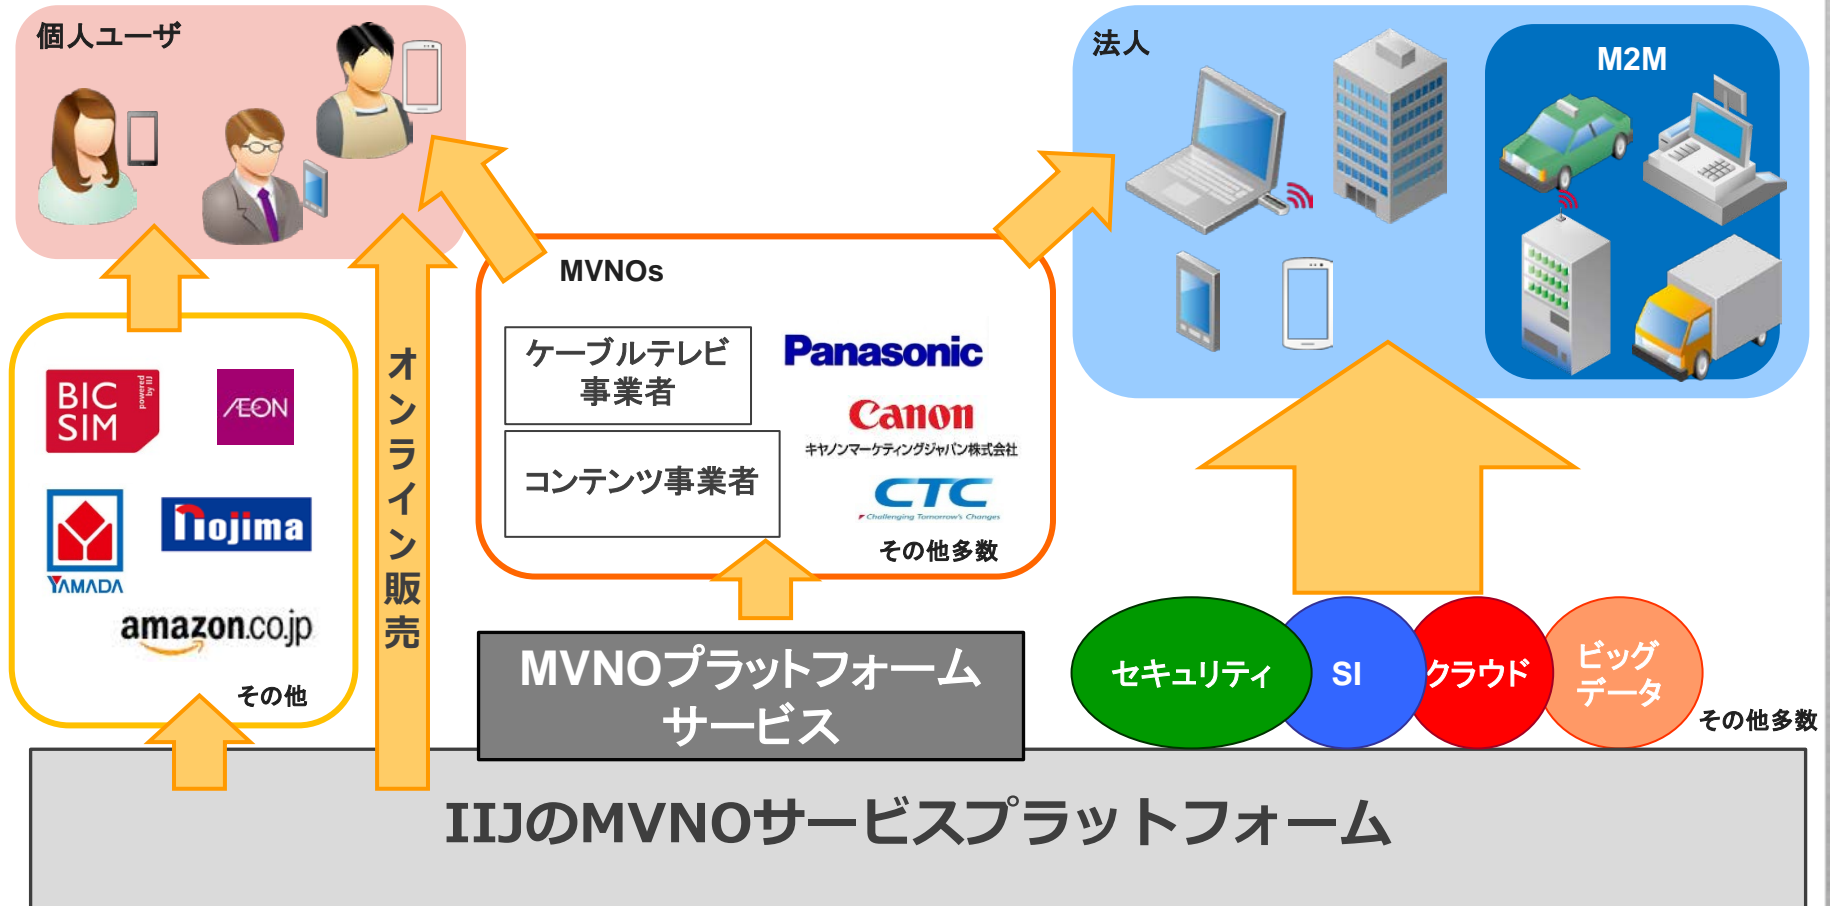 個人ユーザ
法人
M2M
MVNOs
ケーブルテレビ
事業者
コンテンツ事業者
Panasonic
Canon
キヤノンマーケティングジャパン株式会社
CTC
Challenging Tomorrow's Changes
その他多数
BIC
SIM
powered
by IIJ
ÆON
YAMADA
nojima
amazon.co.jp
その他
オンライン販売
MVNOプラットフォーム
サービス
セキュリティ
SI
クラウド
ビッグ
データ
その他多数
IIJのMVNOサービスプラットフォーム